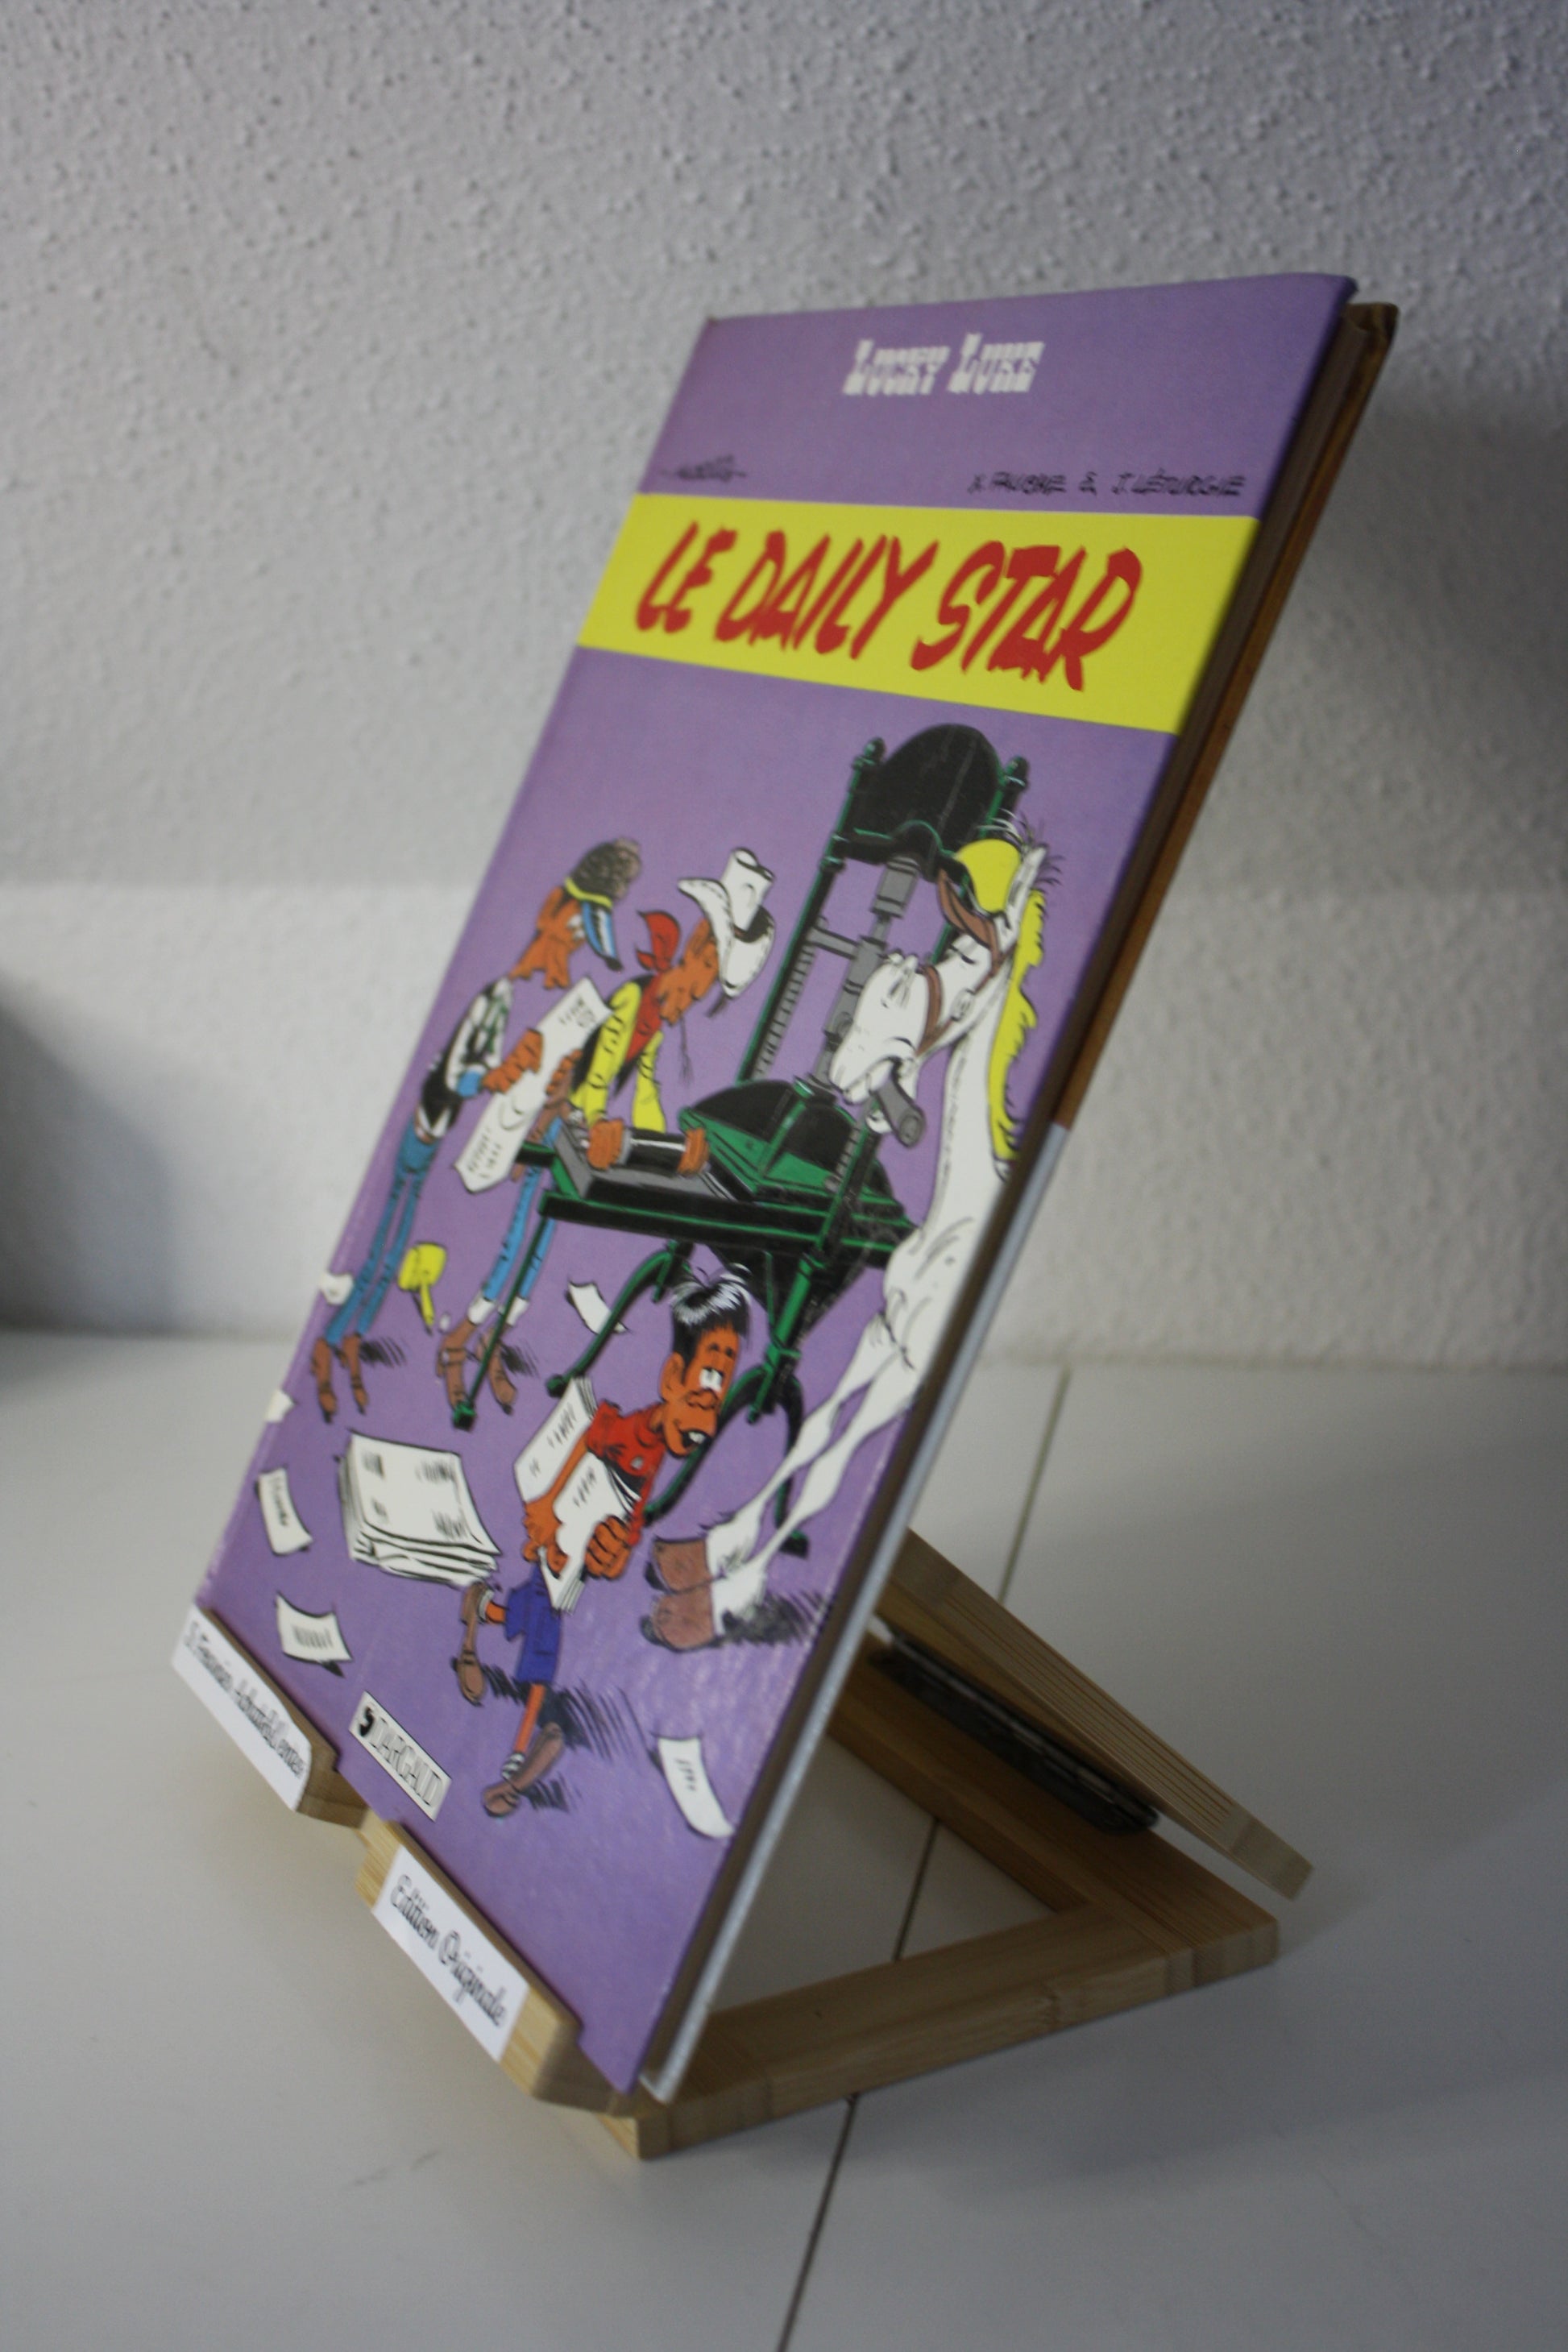 LUCKY LUKE
X. FAUCHE & J. LÉTURGIE
LE DAILY STAR
DARGAUD
Edition Originale